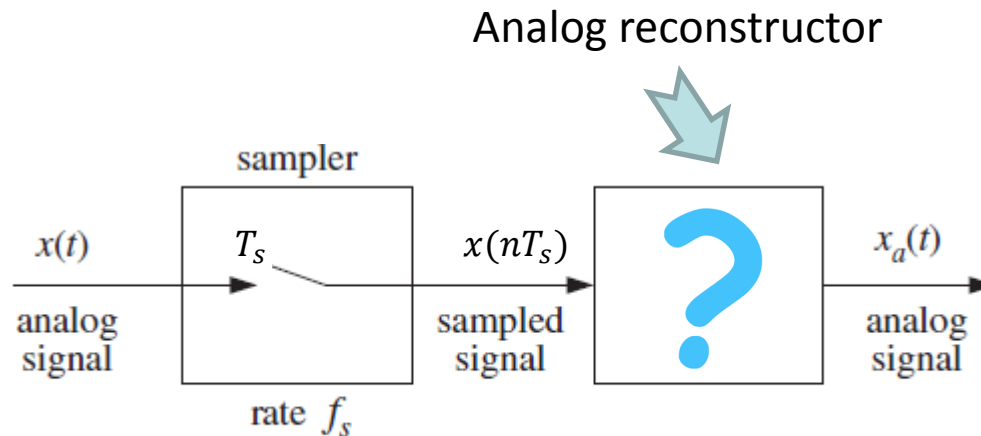 Analog reconstructor
sampler
x(t)
T_s
x(nT_s)
?
x_a(t)
analog
signal
sampled
signal
analog
signal
rate f_s